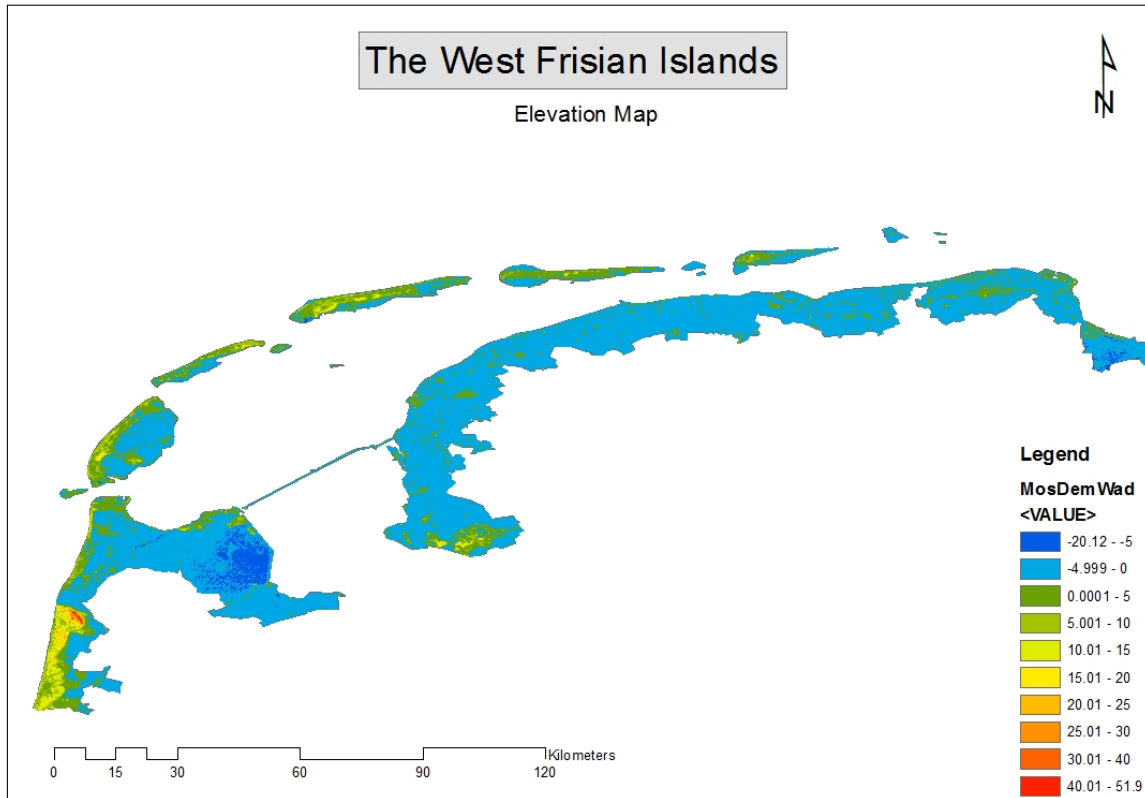 The West Frisian Islands
Elevation Map
N
Legend
MosDemWad
<VALUE>
-20.12 - -5
-4.999 - 0
0.0001 - 5
5.001 - 10
10.01 - 15
15.01 - 20
20.01 - 25
25.01 - 30
30.01 - 40
40.01 - 51.9
Kilometers
0 15 30 60 90 120